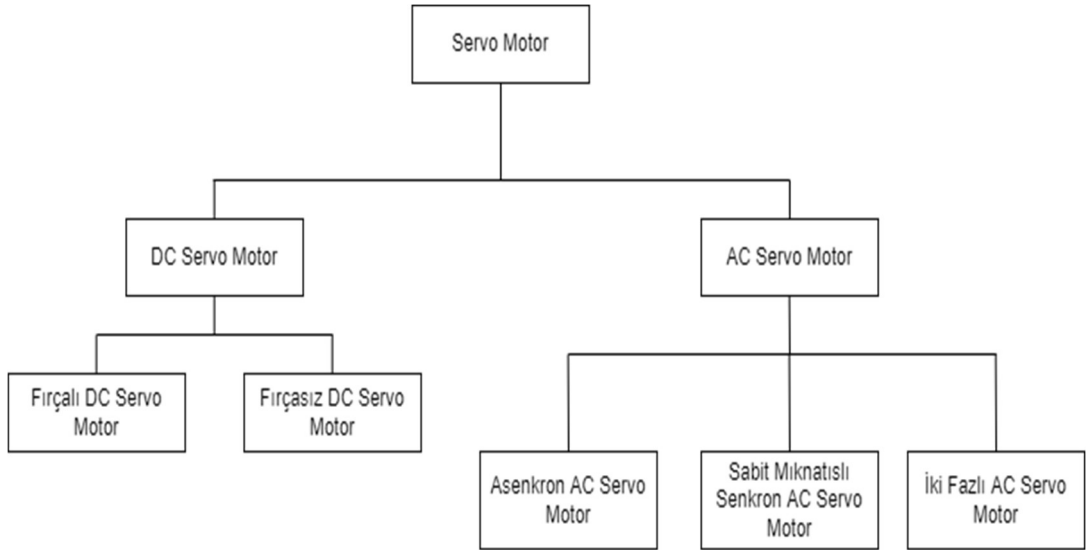 Servo Motor
DC Servo Motor
AC Servo Motor
Fırçalı DC Servo
Motor
Fırçasız DC Servo
Motor
Asenkron AC Servo
Motor
Sabit Mıknatıslı
Senkron AC Servo
Motor
İki Fazlı AC Servo
Motor